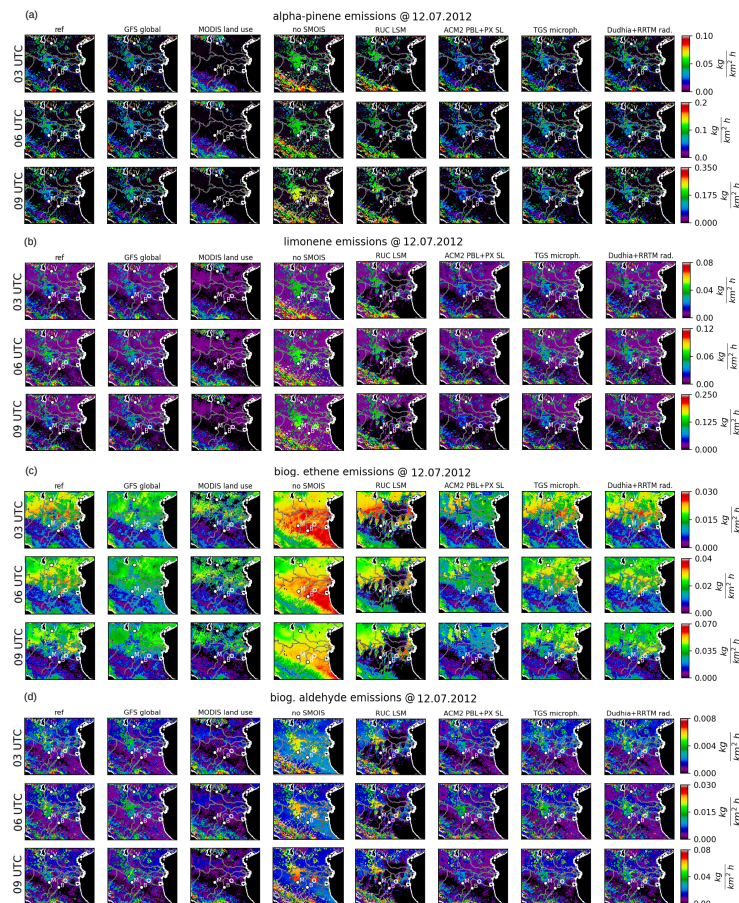 (a)
alpha-pinene emissions @ 12.07.2012
ref GFS global MODIS land use no SMOIS RUC LSM ACM2 PBL+PX SL TGS microph. Dudhia+RRTM rad.
03 UTC
0.10
0.05
0.00
kg
km² h
06 UTC
0.2
0.1
0.0
kg
km² h
09 UTC
0.350
0.175
0.000
kg
km² h
(b)
limonene emissions @ 12.07.2012
ref GFS global MODIS land use no SMOIS RUC LSM ACM2 PBL+PX SL TGS microph. Dudhia+RRTM rad.
03 UTC
0.08
0.04
0.00
kg
km² h
06 UTC
0.12
0.06
0.00
kg
km² h
09 UTC
0.250
0.125
0.000
kg
km² h
(c)
biog. ethene emissions @ 12.07.2012
ref GFS global MODIS land use no SMOIS RUC LSM ACM2 PBL+PX SL TGS microph. Dudhia+RRTM rad.
03 UTC
0.030
0.015
0.000
kg
km² h
06 UTC
0.04
0.02
0.00
kg
km² h
09 UTC
0.070
0.035
0.000
kg
km² h
(d)
biog. aldehyde emissions @ 12.07.2012
ref GFS global MODIS land use no SMOIS RUC LSM ACM2 PBL+PX SL TGS microph. Dudhia+RRTM rad.
03 UTC
0.008
0.004
0.000
kg
km² h
06 UTC
0.030
0.015
0.000
kg
km² h
09 UTC
0.08
0.04
kg
km² h